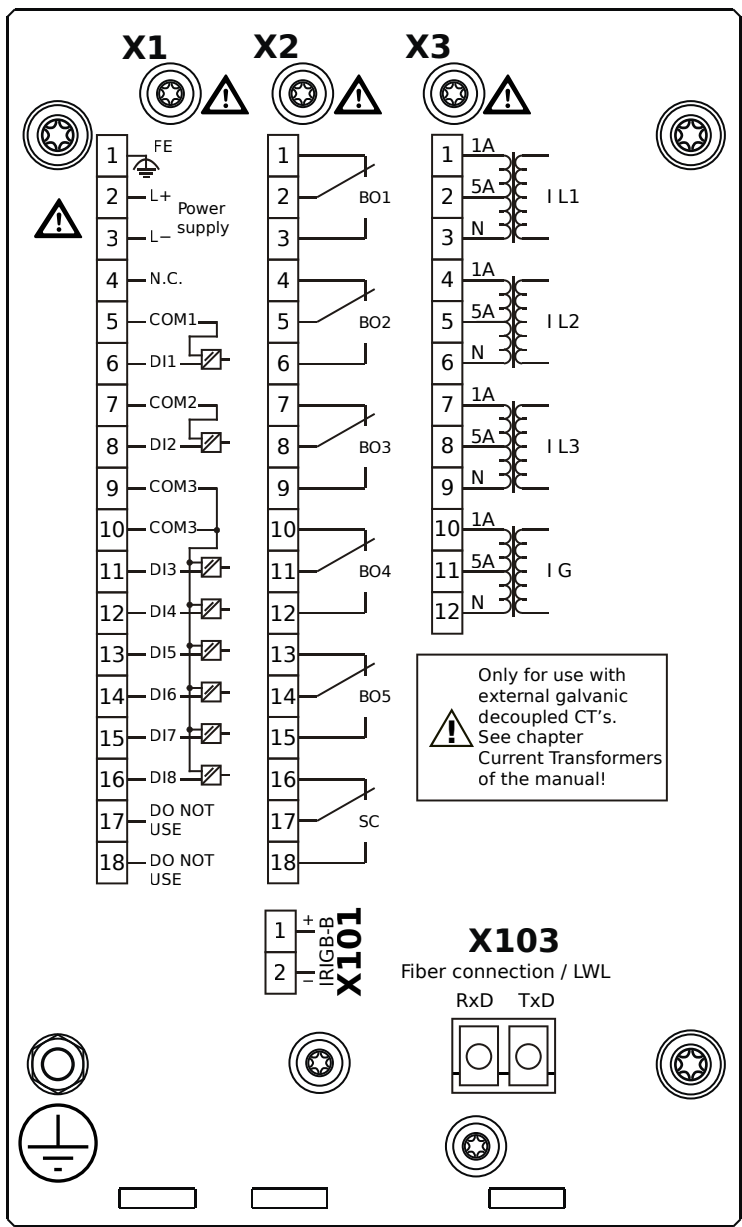 X1 X2 X3
1 FE
2 L+
Power
supply
3 L−
4 N.C.
5 COM1
6 DI1
7 COM2
8 DI2
9 COM3
10 COM3
11 DI3
12 DI4
13 DI5
14 DI6
15 DI7
16 DI8
17 DO NOT
USE
18 DO NOT
USE
1
2 BO1
3
4
5 BO2
6
7
8 BO3
9
10
11 BO4
12
13
14 BO5
15
16
17 SC
18
1 1A
2 5A I L1
3 N
4 1A
5 5A I L2
6 N
7 1A
8 5A I L3
9 N
10 1A
11 5A I G
12 N
Only for use with
external galvanic
decoupled CT’s.
See chapter
Current Transformers
of the manual!
1 +
2 −
IRIGB-B
X101
X103
Fiber connection / LWL
RxD TxD